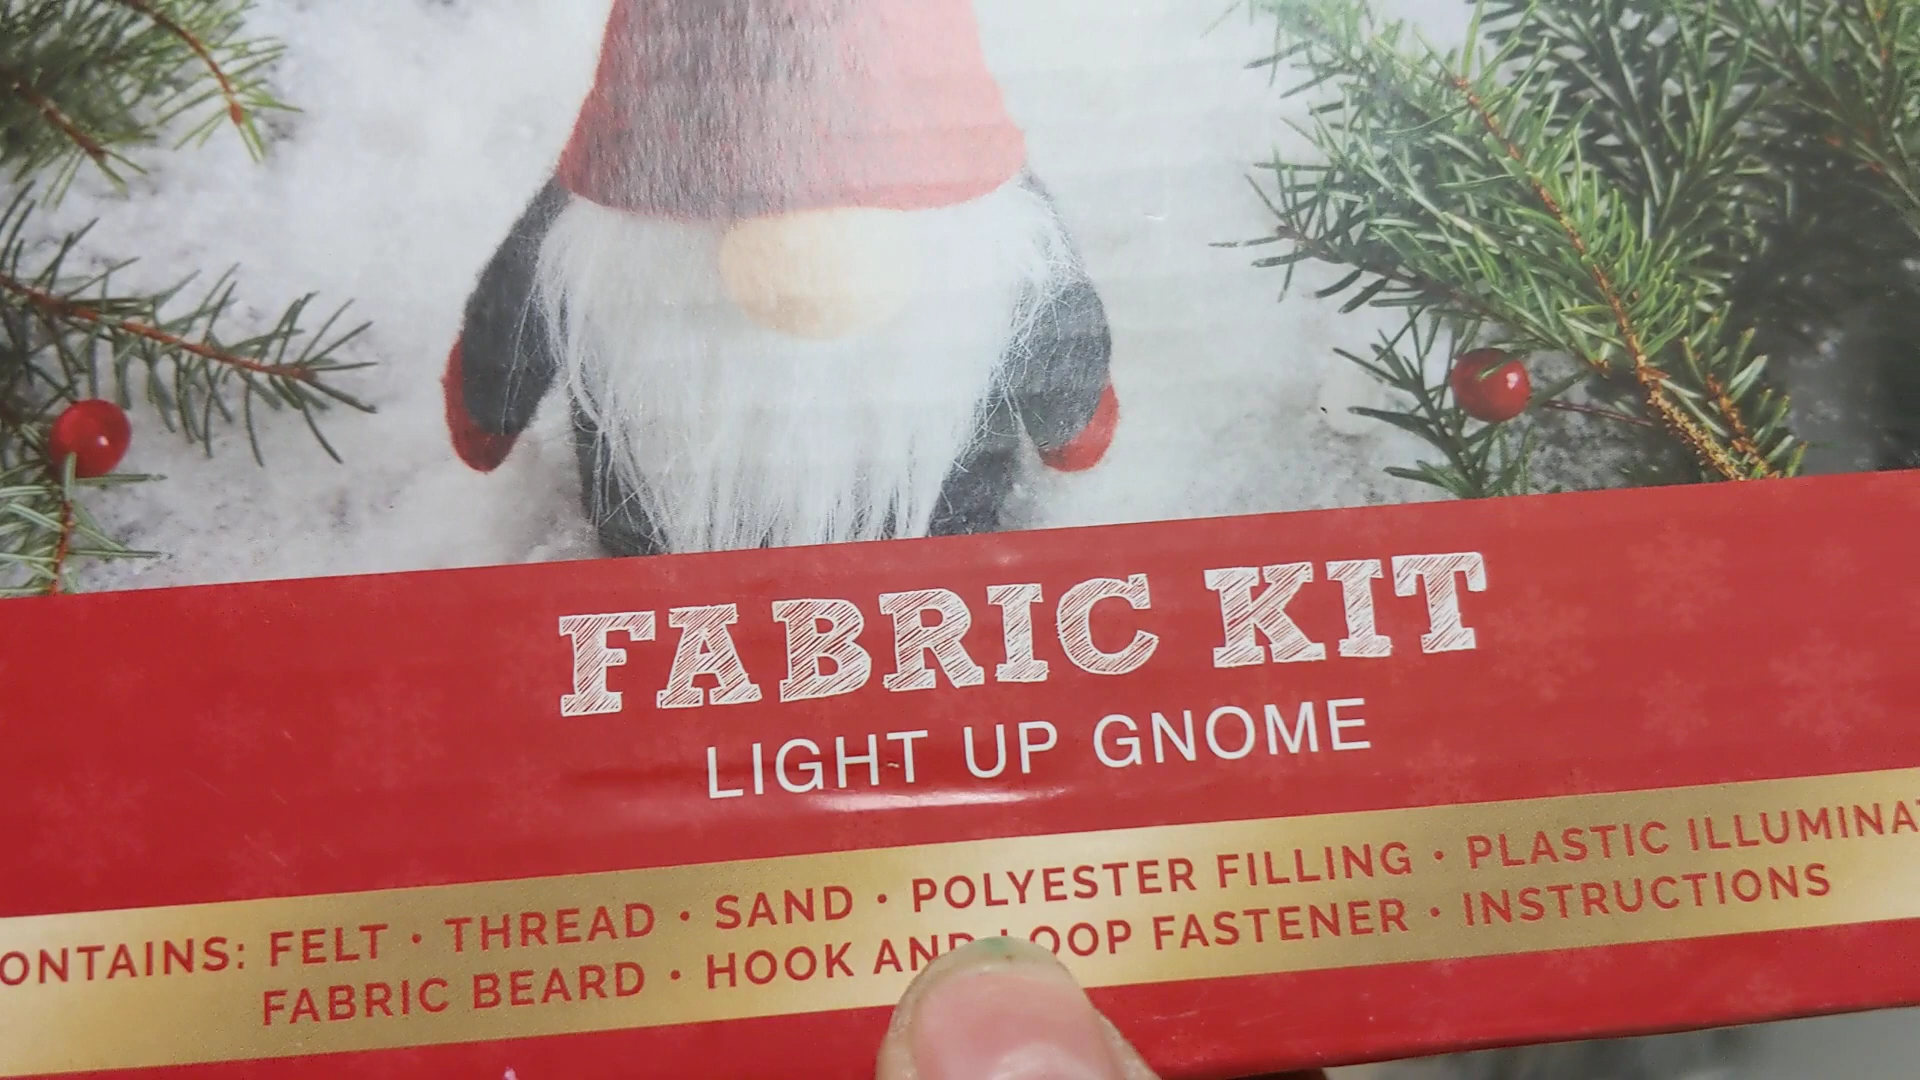 FABRIC KIT
LIGHT UP GNOME
ONTAINS: FELT • THREAD • SAND • POLYESTER FILLING • PLASTIC ILLUMINAT
FABRIC BEARD • HOOK AND LOOP FASTENER • INSTRUCTIONS